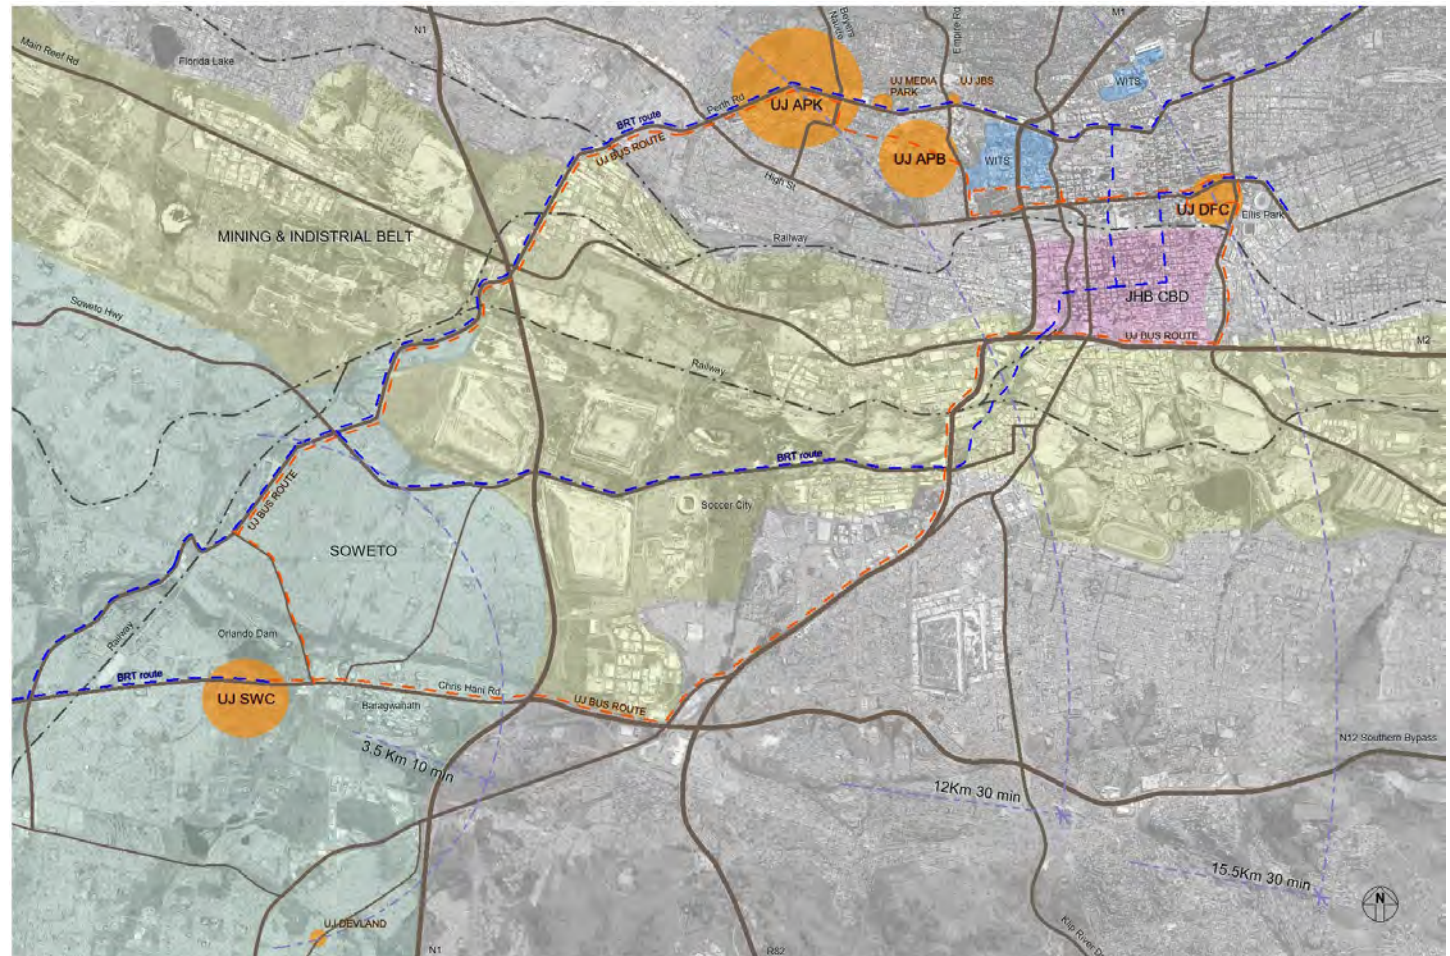 N1
Beyers
Naude
Empire Rd
M1
Main Reef Rd
Florida Lake
UJ MEDIA
PARK
UJ JBS
WITS
Perth Rd
UJ APK
BRT route
UJ BUS ROUTE
UJ APB
WITS
High St
UJ DFC
Ellis Park
MINING & INDISTRIAL BELT
Railway
JHB CBD
Soweto Hwy
UJ BUS ROUTE
M2
Railway
BRT route
UJ BUS ROUTE
Soccer City
SOWETO
Railway
Orlando Dam
BRT route
UJ SWC
Chris Hani Rd
Baragwanath
UJ BUS ROUTE
3.5 Km 10 min
N12 Southern Bypass
12Km 30 min
15.5Km 30 min
N
UJ DEVLAND
N1
R82
Klip River D